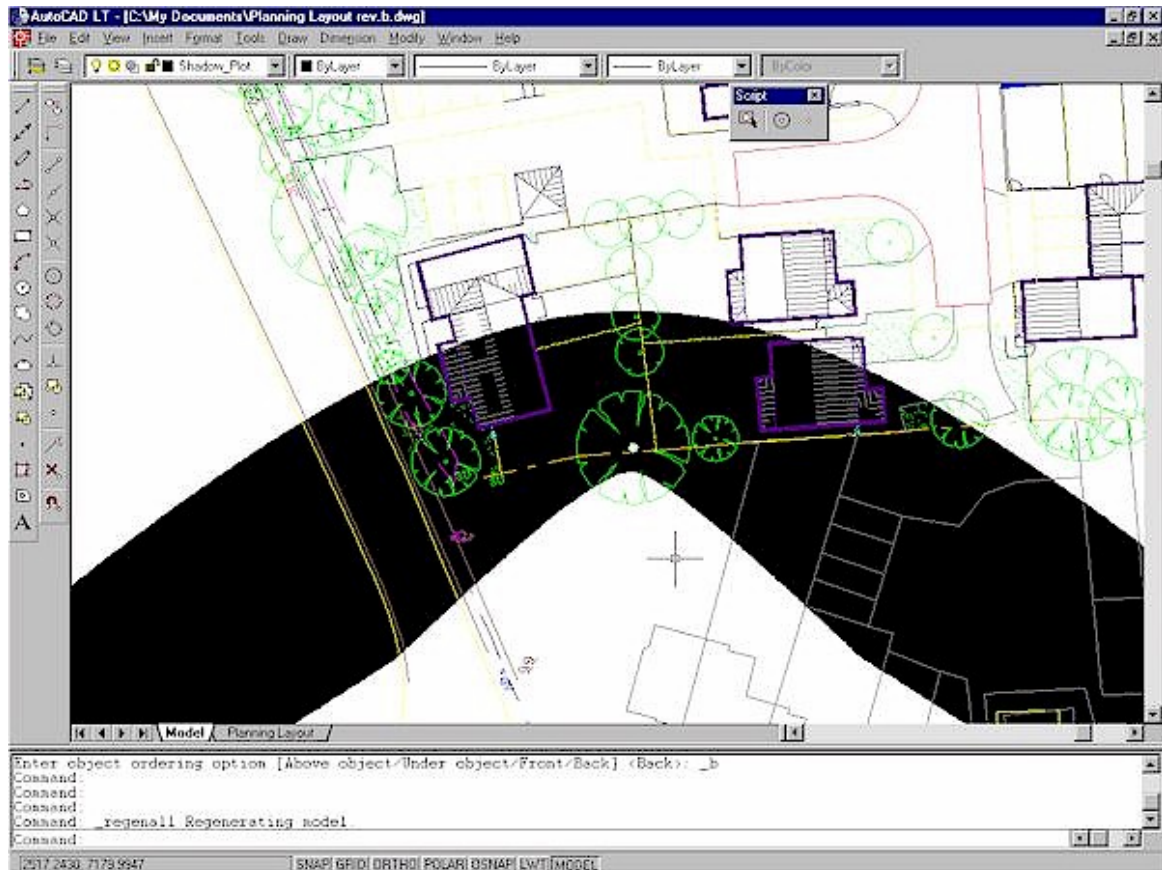 AutoCAD LT - [C:\My Documents\Planning Layout rev.b.dwg]
File Edit View Insert Format Tools Draw Dimension Modify Window Help
Shadow_Plot ByLayer ByLayer ByLayer ByColor
Script
A
Model Planning Layout
Enter object ordering option [Above object/Under object/Front/Back] <Back>: _b
Command:
Command:
Command:
Command: _regenall Regenerating model.
Command:
2517.2430, 7179.9947 SNAP GRID ORTHO POLAR OSNAP LWT MODEL